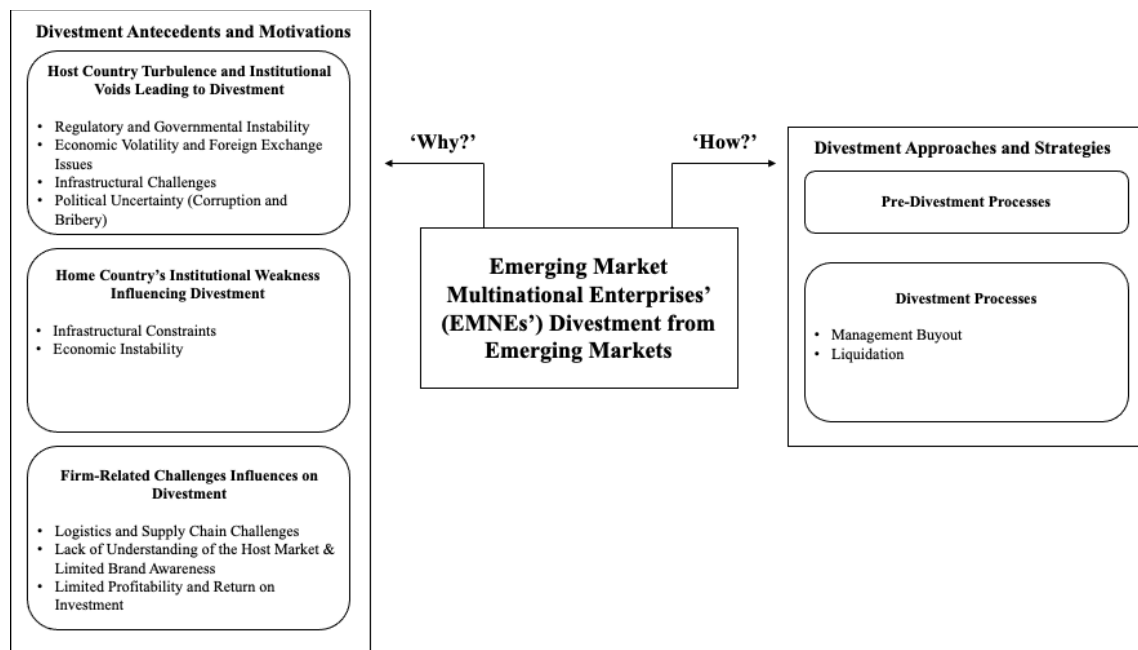 Divestment Antecedents and Motivations
Host Country Turbulence and Institutional
Voids Leading to Divestment
• Regulatory and Governmental Instability
• Economic Volatility and Foreign Exchange
Issues
• Infrastructural Challenges
• Political Uncertainty (Corruption and
Bribery)
Home Country's Institutional Weakness
Influencing Divestment
• Infrastructural Constraints
• Economic Instability
Firm-Related Challenges Influences on
Divestment
• Logistics and Supply Chain Challenges
• Lack of Understanding of the Host Market &
Limited Brand Awareness
• Limited Profitability and Return on
Investment
‘Why?’
‘How?’
Emerging Market
Multinational Enterprises’
(EMNEs’) Divestment from
Emerging Markets
Divestment Approaches and Strategies
Pre-Divestment Processes
Divestment Processes
• Management Buyout
• Liquidation